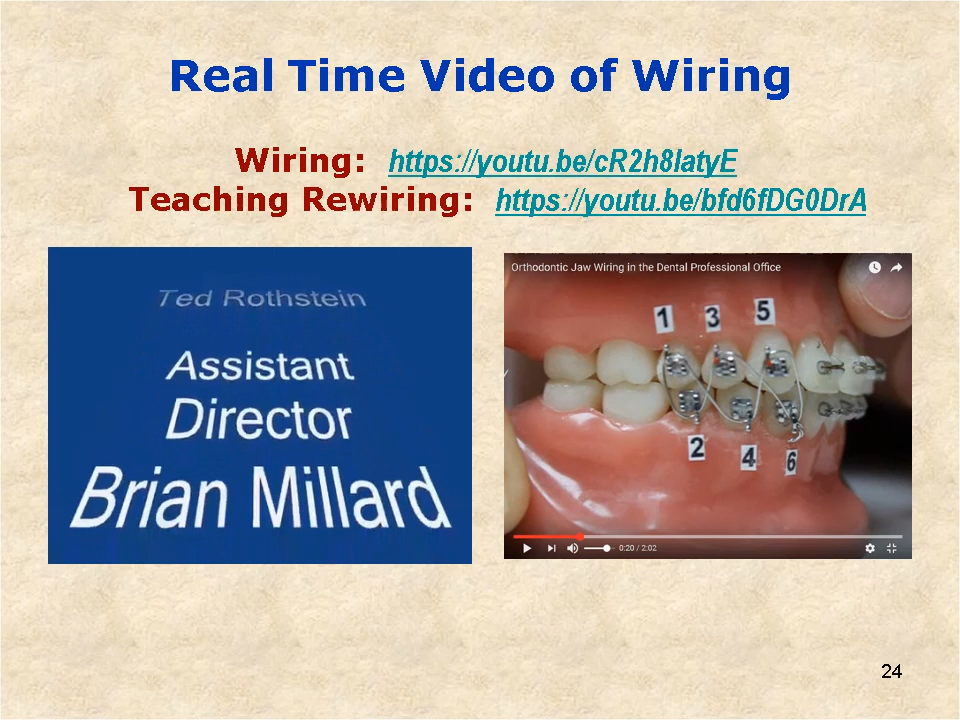 Real Time Video of Wiring
Wiring: https://youtu.be/cR2h8latyE
Teaching Rewiring: https://youtu.be/bfd6fDG0DrA
Ted Rothstein
Assistant
Director
Brian Millard
Orthodontic Jaw Wiring in the Dental Professional Office
1 3 5
2 4 6
0:20 / 2:02
24